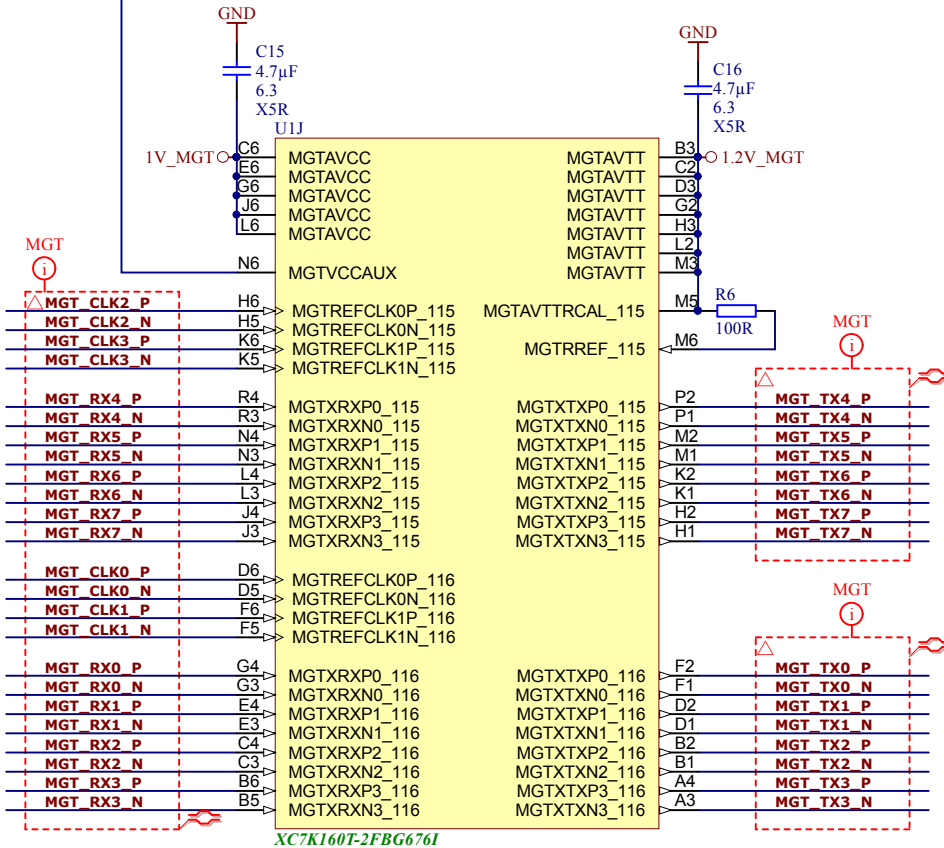 GND
C15
4.7µF
6.3
X5R
GND
C16
4.7µF
6.3
X5R
U1J
1V_MGT C6 MGTAVCC MGTAVTT B3 1.2V_MGT
E6 MGTAVCC MGTAVTT C2
G6 MGTAVCC MGTAVTT D3
J6 MGTAVCC MGTAVTT G2
L6 MGTAVCC MGTAVTT H3
MGTAVTT L2
MGT
i
N6 MGTVCCAUX MGTAVTT M3
MGT_CLK2_P H6 MGTREFCLK0P_115 MGTAVTTRCAL_115 M5 R6
MGT_CLK2_N H5 MGTREFCLK0N_115 100R
MGT_CLK3_P K6 MGTREFCLK1P_115 MGTRREF_115 M6
MGT_CLK3_N K5 MGTREFCLK1N_115
MGT
i
MGT_RX4_P R4 MGTXRXP0_115 MGTXTXP0_115 P2 MGT_TX4_P
MGT_RX4_N R3 MGTXRXN0_115 MGTXTXN0_115 P1 MGT_TX4_N
MGT_RX5_P N4 MGTXRXP1_115 MGTXTXP1_115 M2 MGT_TX5_P
MGT_RX5_N N3 MGTXRXN1_115 MGTXTXN1_115 M1 MGT_TX5_N
MGT_RX6_P L4 MGTXRXP2_115 MGTXTXP2_115 K2 MGT_TX6_P
MGT_RX6_N L3 MGTXRXN2_115 MGTXTXN2_115 K1 MGT_TX6_N
MGT_RX7_P J4 MGTXRXP3_115 MGTXTXP3_115 H2 MGT_TX7_P
MGT_RX7_N J3 MGTXRXN3_115 MGTXTXN3_115 H1 MGT_TX7_N
MGT_CLK0_P D6 MGTREFCLK0P_116
MGT_CLK0_N D5 MGTREFCLK0N_116
MGT_CLK1_P F6 MGTREFCLK1P_116
MGT_CLK1_N F5 MGTREFCLK1N_116
MGT
i
MGT_RX0_P G4 MGTXRXP0_116 MGTXTXP0_116 F2 MGT_TX0_P
MGT_RX0_N G3 MGTXRXN0_116 MGTXTXN0_116 F1 MGT_TX0_N
MGT_RX1_P E4 MGTXRXP1_116 MGTXTXP1_116 D2 MGT_TX1_P
MGT_RX1_N E3 MGTXRXN1_116 MGTXTXN1_116 D1 MGT_TX1_N
MGT_RX2_P C4 MGTXRXP2_116 MGTXTXP2_116 B2 MGT_TX2_P
MGT_RX2_N C3 MGTXRXN2_116 MGTXTXN2_116 B1 MGT_TX2_N
MGT_RX3_P B6 MGTXRXP3_116 MGTXTXP3_116 A4 MGT_TX3_P
MGT_RX3_N B5 MGTXRXN3_116 MGTXTXN3_116 A3 MGT_TX3_N
XC7K160T-2FBG676I